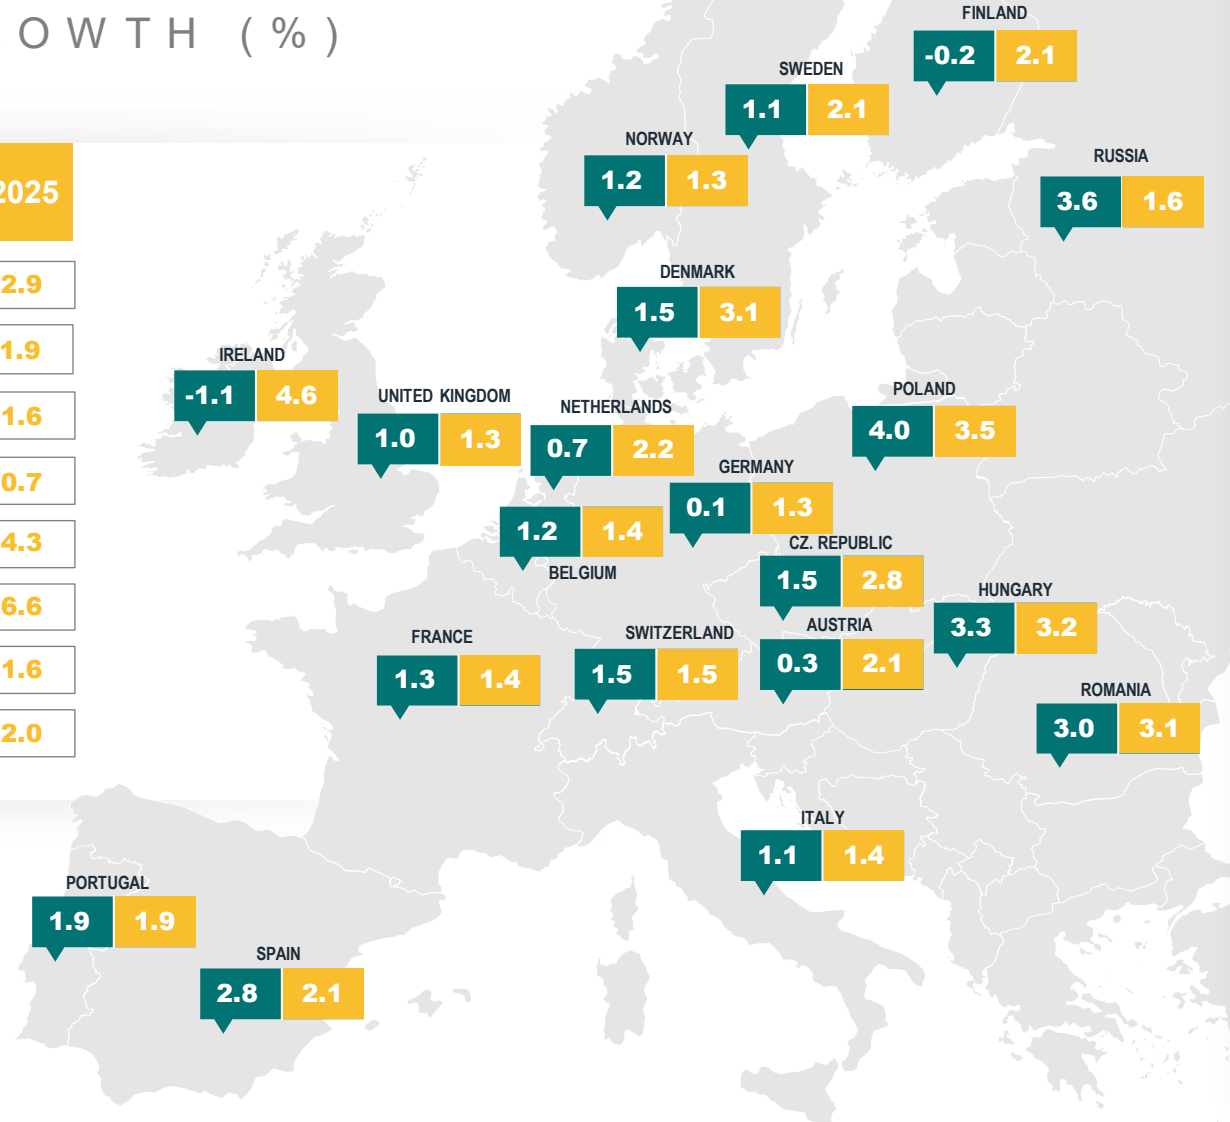 OWTH (%)
2025
2.9
1.9
1.6
0.7
4.3
6.6
1.6
2.0
FINLAND
-0.2 2.1
SWEDEN
1.1 2.1
NORWAY
1.2 1.3
RUSSIA
3.6 1.6
DENMARK
1.5 3.1
IRELAND
-1.1 4.6
UNITED KINGDOM
1.0 1.3
NETHERLANDS
0.7 2.2
POLAND
4.0 3.5
GERMANY
0.1 1.3
1.2 1.4
BELGIUM
CZ. REPUBLIC
1.5 2.8
HUNGARY
3.3 3.2
AUSTRIA
0.3 2.1
SWITZERLAND
1.5 1.5
FRANCE
1.3 1.4
ROMANIA
3.0 3.1
ITALY
1.1 1.4
PORTUGAL
1.9 1.9
SPAIN
2.8 2.1